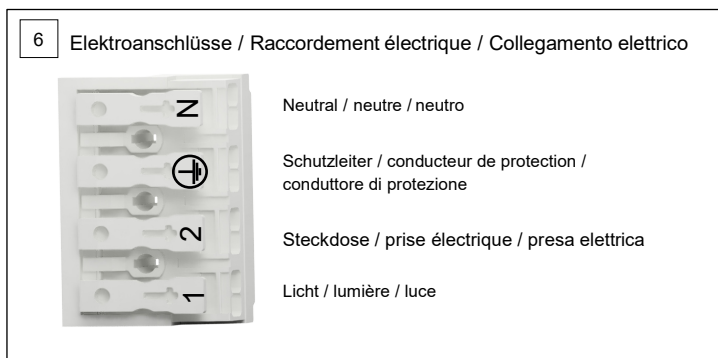 6
Elektroanschlüsse / Raccordement électrique / Collegamento elettrico
N
Neutral / neutre / neutro
Schutzleiter / conducteur de protection /
conduttore di protezione
2
Steckdose / prise électrique / presa elettrica
1
Licht / lumière / luce